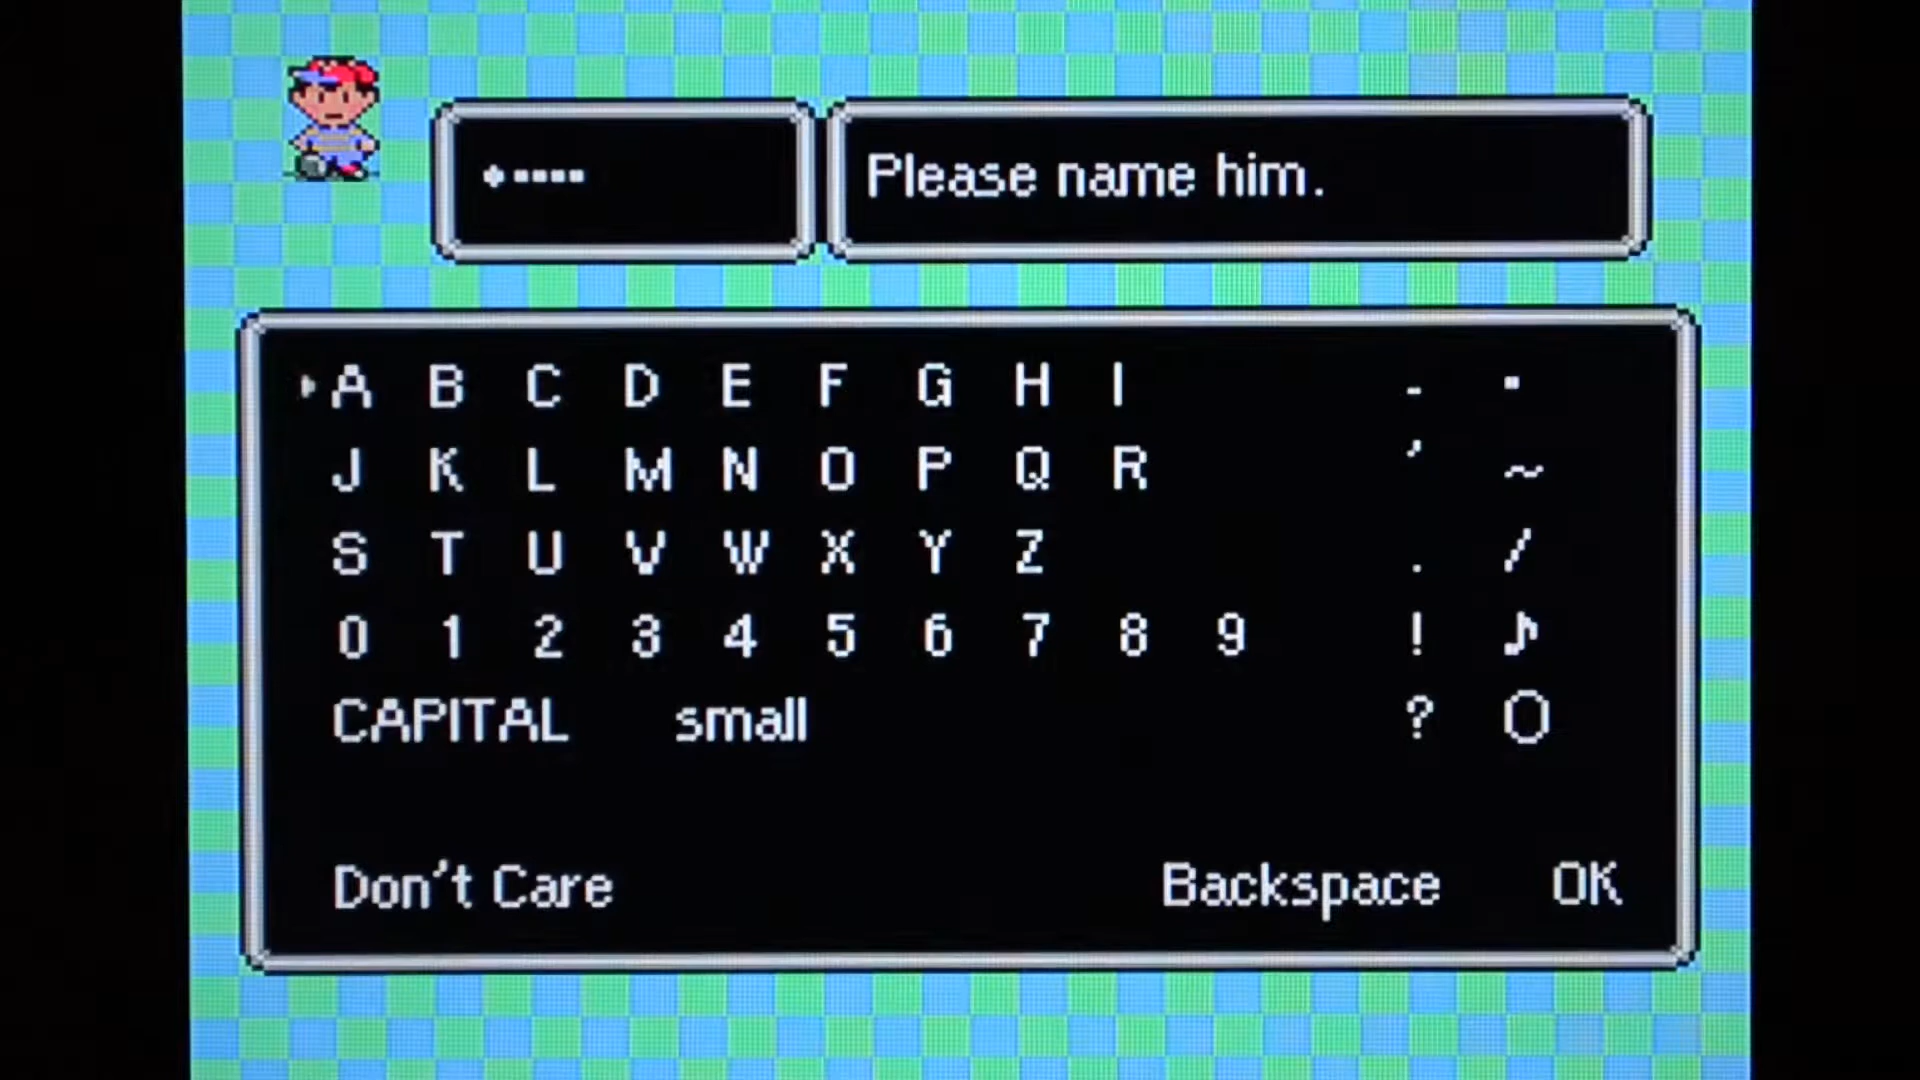 Please name him.
A B C D E F G H I - ▪
J K L M N O P Q R ’ ~
S T U V W X Y Z . /
0 1 2 3 4 5 6 7 8 9 ! ♪
CAPITAL small ? O
Don't Care Backspace OK